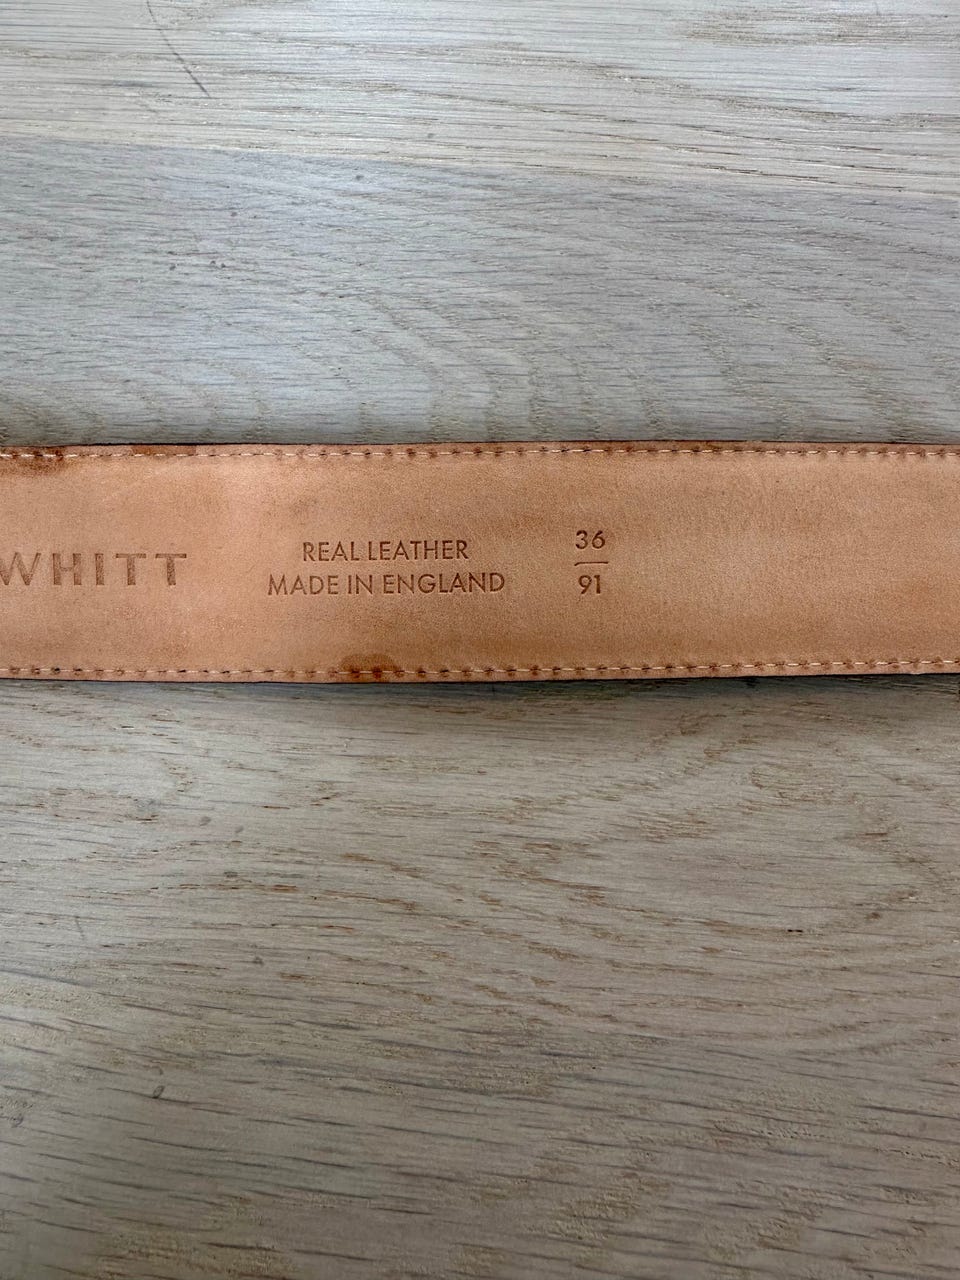 WHITT
REAL LEATHER
MADE IN ENGLAND
36
91